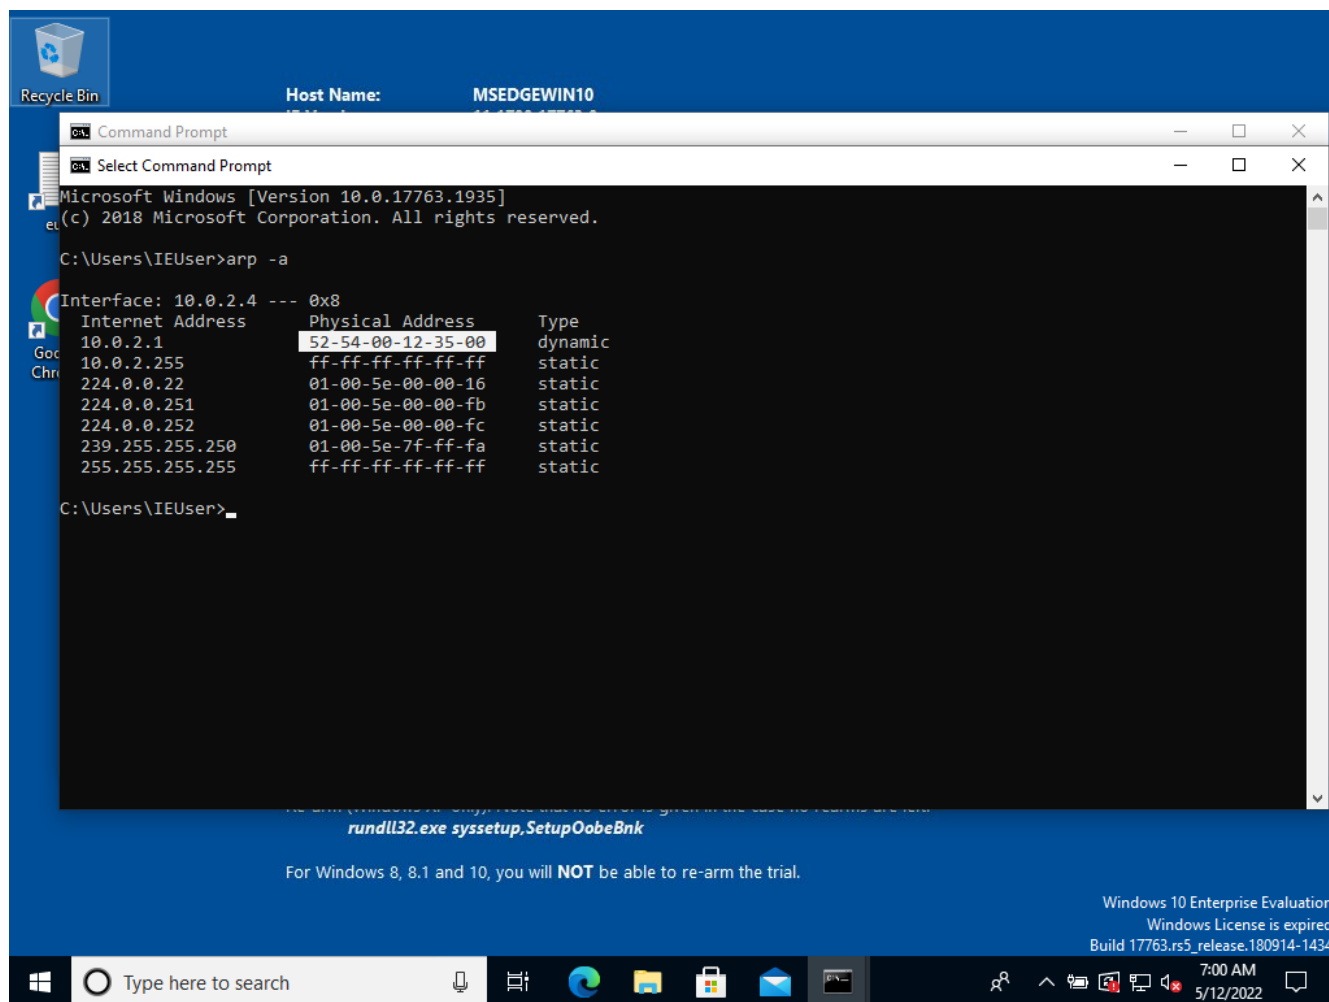 Recycle Bin
Host Name: MSEDGEWIN10
Command Prompt
Select Command Prompt
Microsoft Windows [Version 10.0.17763.1935]
(c) 2018 Microsoft Corporation. All rights reserved.
C:\Users\IEUser>arp -a
Interface: 10.0.2.4 --- 0x8
Internet Address Physical Address Type
10.0.2.1 52-54-00-12-35-00 dynamic
10.0.2.255 ff-ff-ff-ff-ff-ff static
224.0.0.22 01-00-5e-00-00-16 static
224.0.0.251 01-00-5e-00-00-fb static
224.0.0.252 01-00-5e-00-00-fc static
239.255.255.250 01-00-5e-7f-ff-fa static
255.255.255.255 ff-ff-ff-ff-ff-ff static
C:\Users\IEUser>
rundll32.exe syssetup,SetupOobeBnk
For Windows 8, 8.1 and 10, you will NOT be able to re-arm the trial.
Windows 10 Enterprise Evaluation
Windows License is expired
Build 17763.rs5_release.180914-1434
Type here to search
7:00 AM
5/12/2022